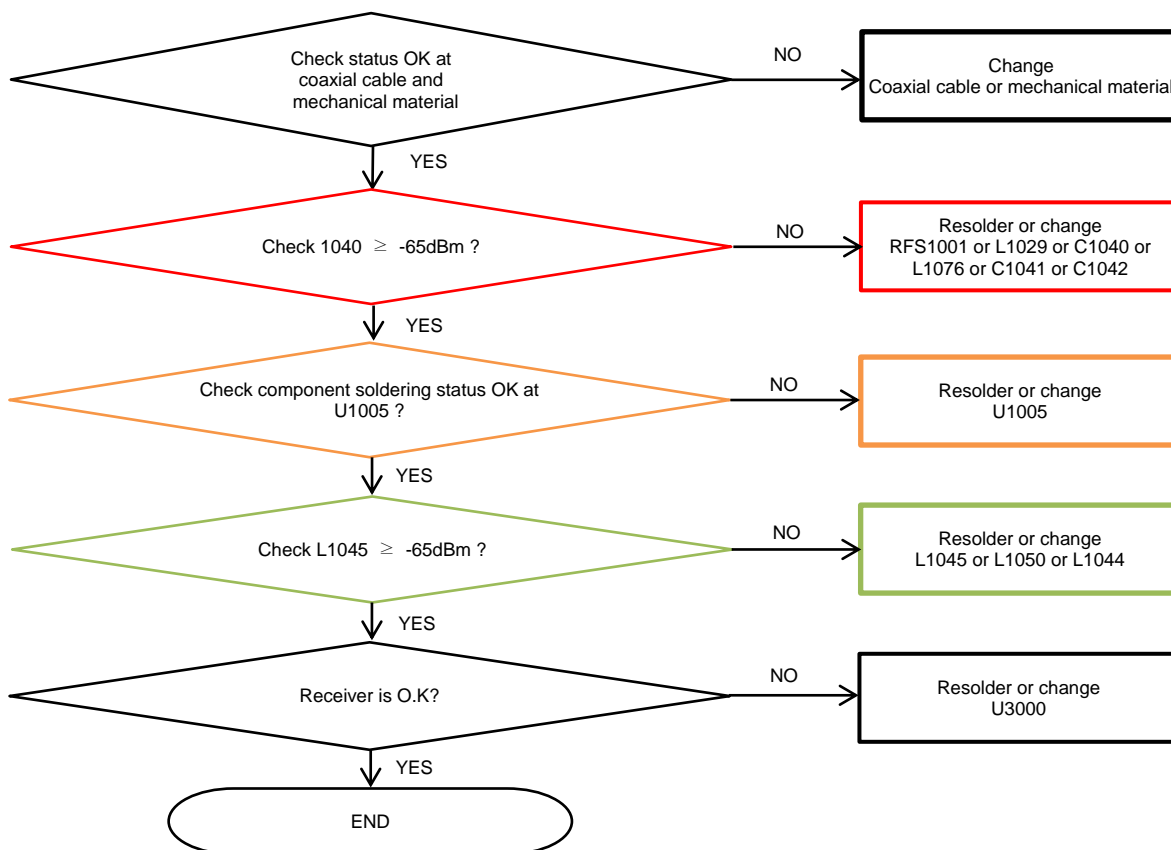 Check status OK at
coaxial cable and
mechanical material
NO
Change
Coaxial cable or mechanical material
YES
Check 1040 ≥ -65dBm ?
NO
Resolder or change
RFS1001 or L1029 or C1040 or
L1076 or C1041 or C1042
YES
Check component soldering status OK at
U1005 ?
NO
Resolder or change
U1005
YES
Check L1045 ≥ -65dBm ?
NO
Resolder or change
L1045 or L1050 or L1044
YES
Receiver is O.K?
NO
Resolder or change
U3000
YES
END